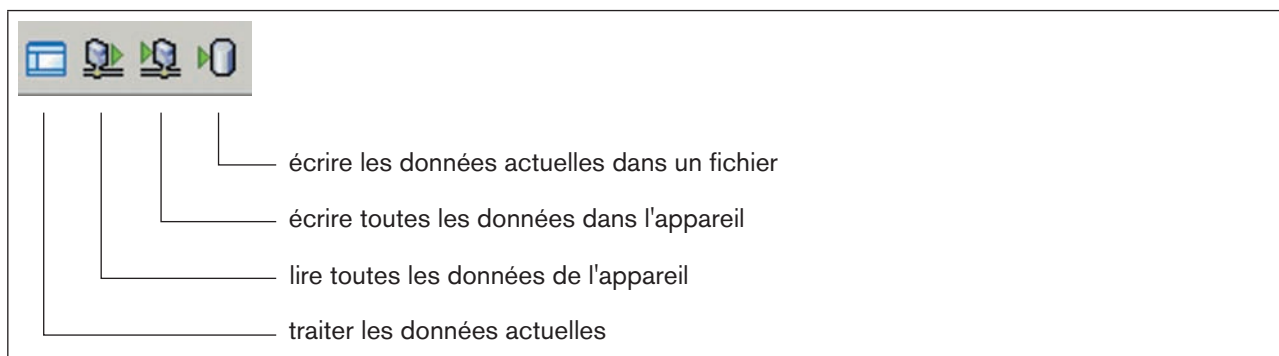 écrire les données actuelles dans un fichier
écrire toutes les données dans l'appareil
lire toutes les données de l'appareil
traiter les données actuelles